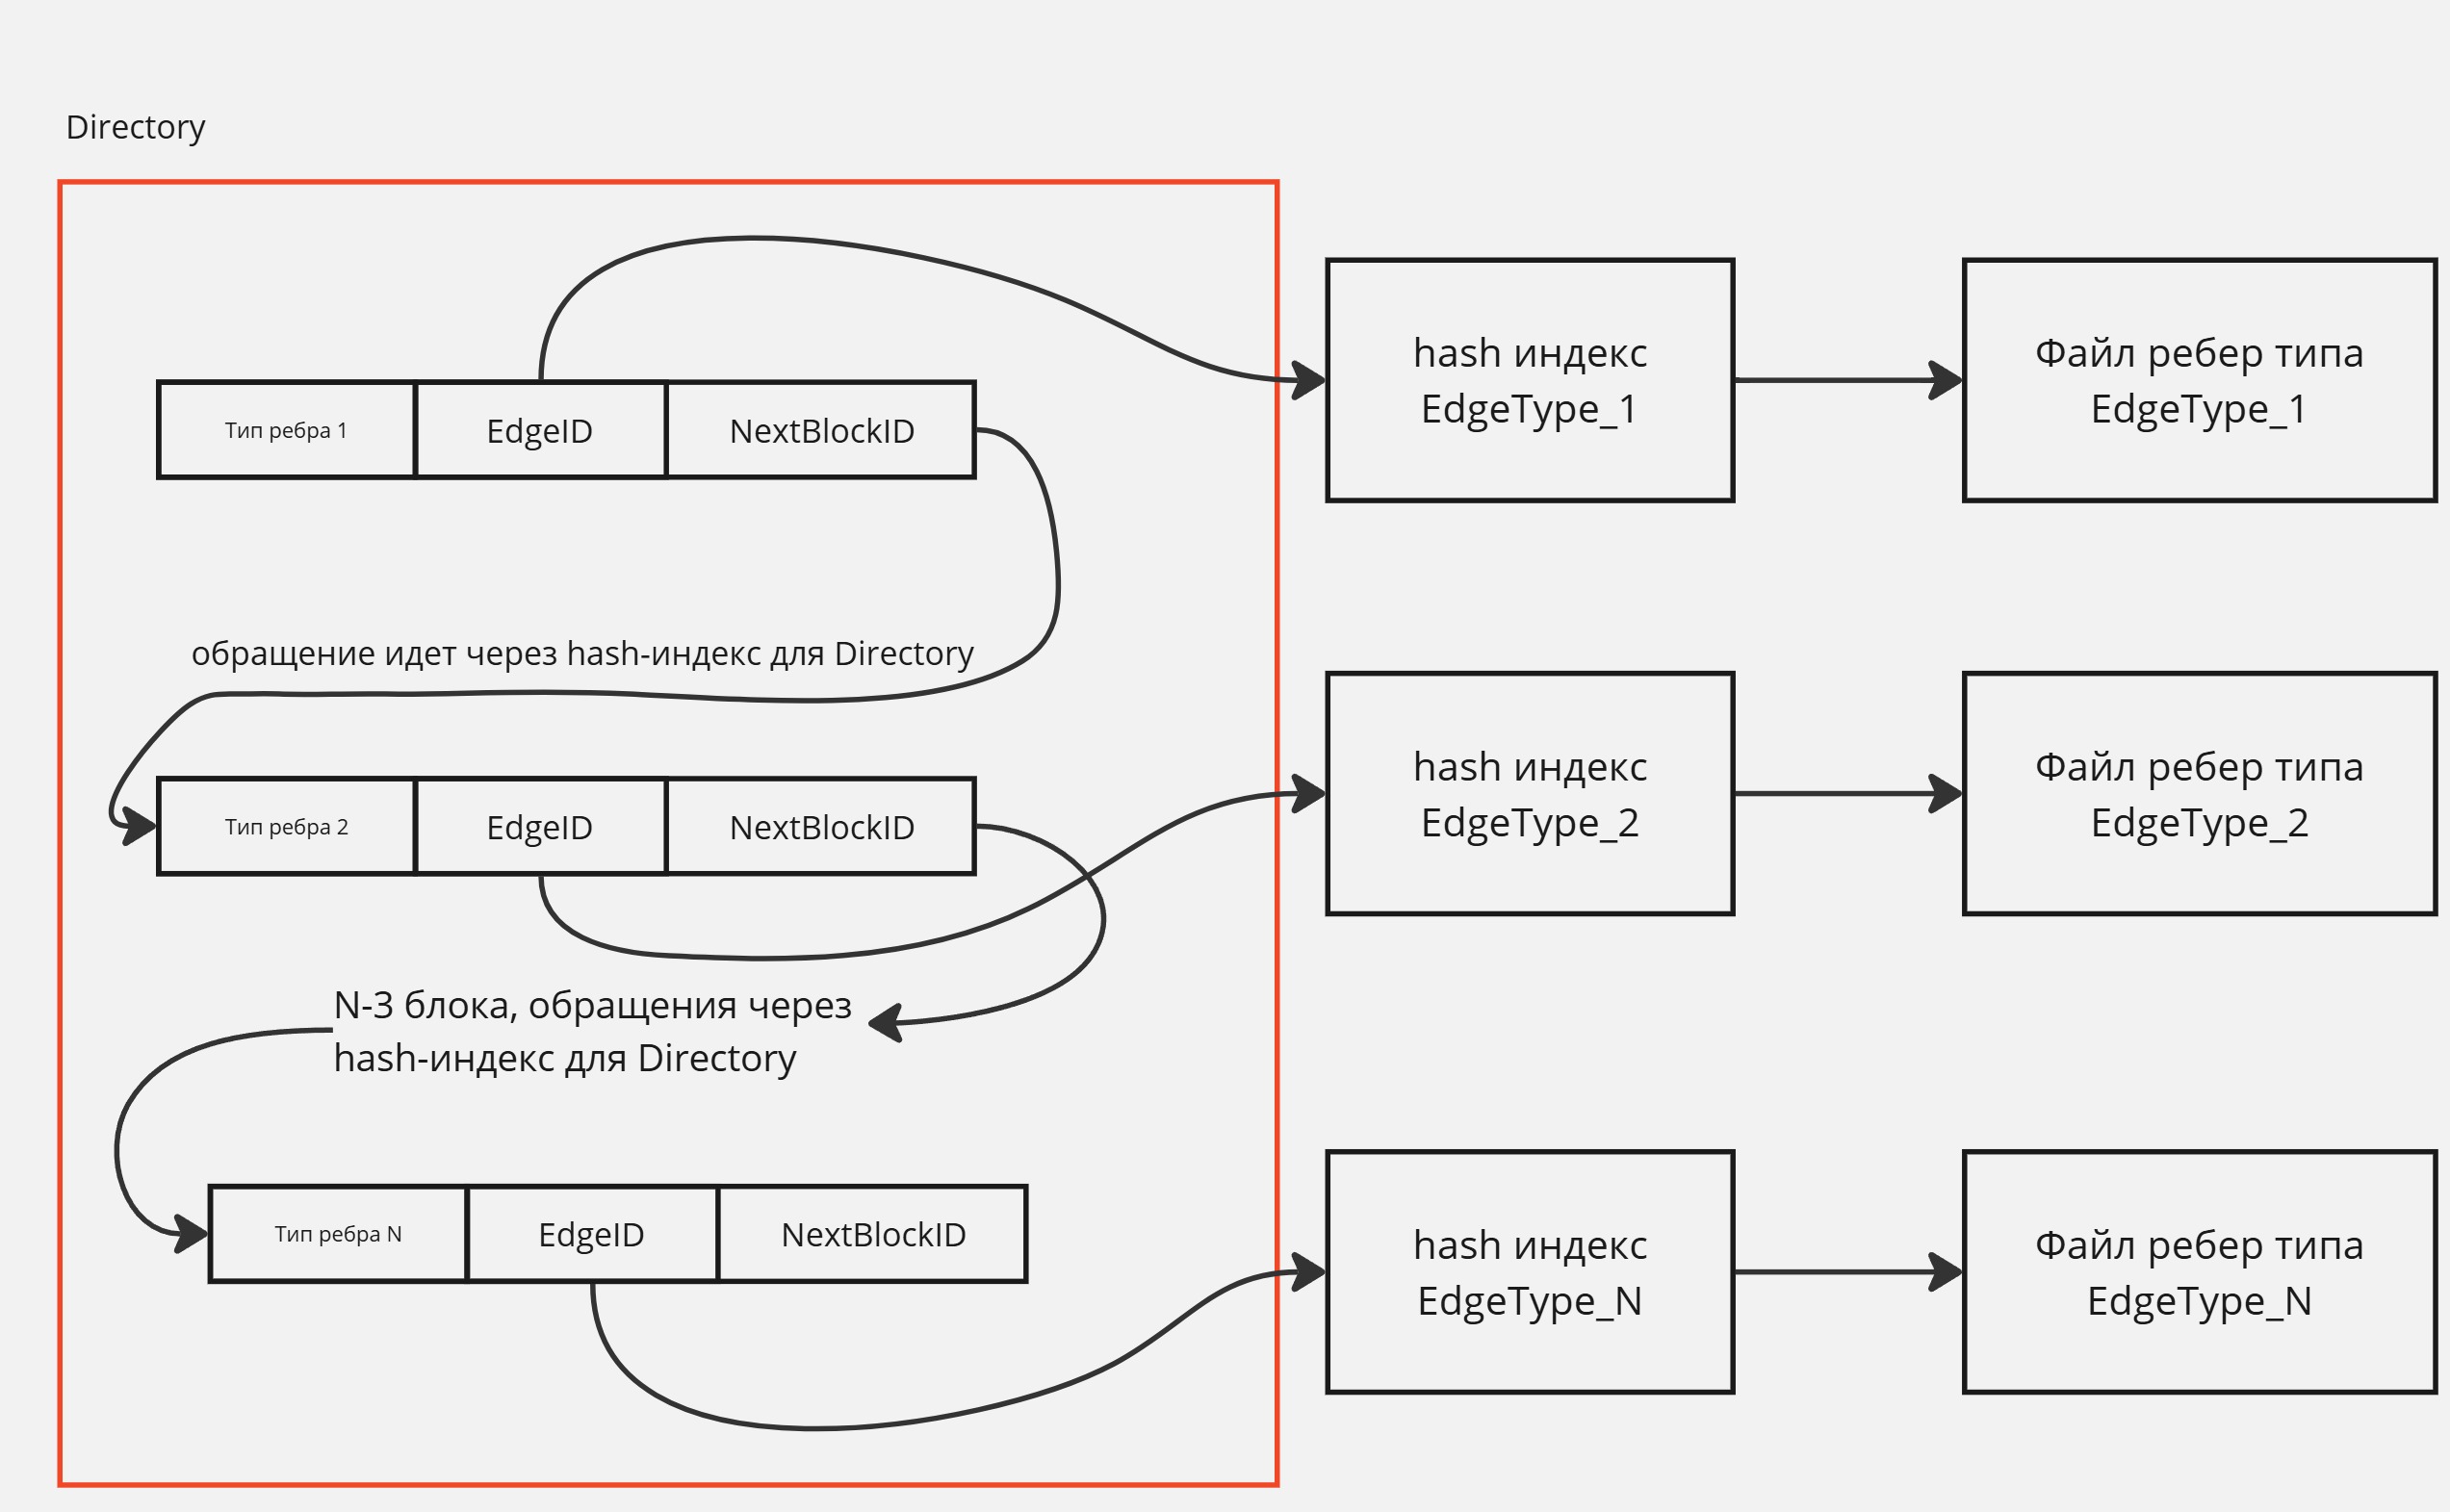 Directory
hash индекс
EdgeType_1
Файл ребер типа
EdgeType_1
Тип ребра 1
EdgeID
NextBlockID
обращение идет через hash-индекс для Directory
hash индекс
EdgeType_2
Файл ребер типа
EdgeType_2
Тип ребра 2
EdgeID
NextBlockID
N-3 блока, обращения через
hash-индекс для Directory
Тип ребра N
EdgeID
NextBlockID
hash индекс
EdgeType_N
Файл ребер типа
EdgeType_N